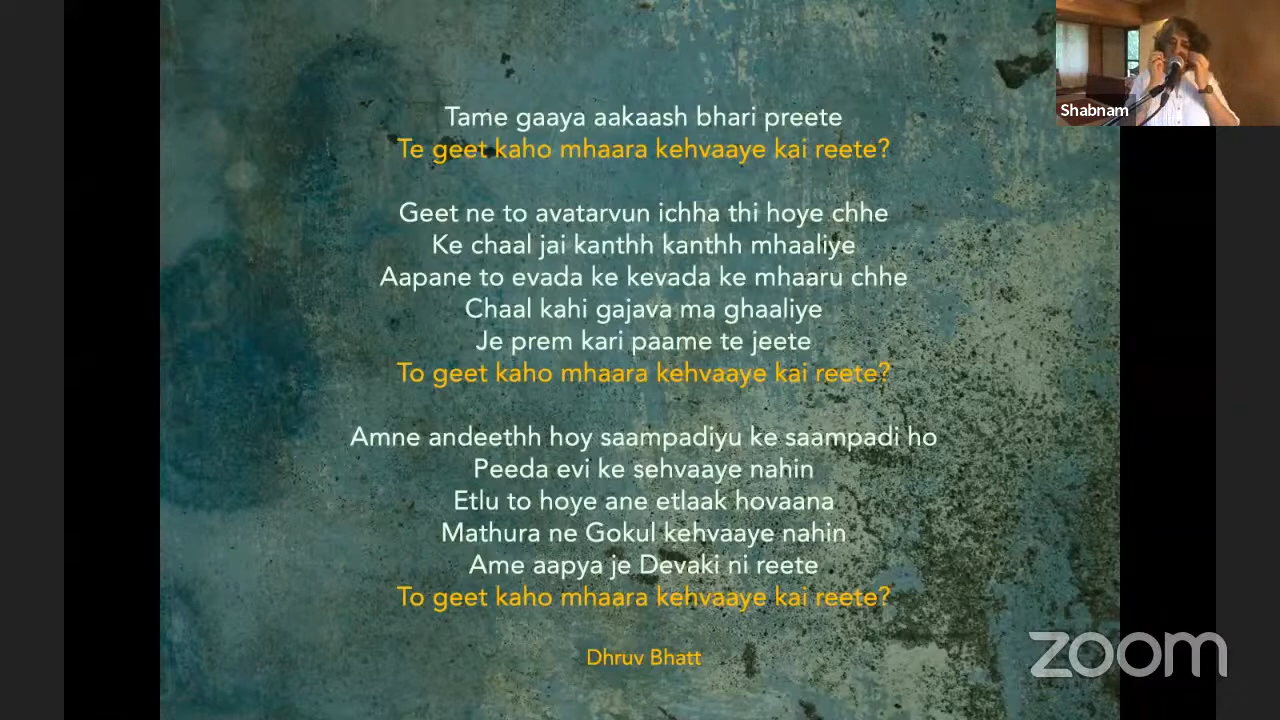 Tame gaaya aakaash bhari preete
Te geet kaho mhaara kehvaaye kai reete?
Geet ne to avatarvun ichha thi hoye chhe
Ke chaal jai kanthh kanthh mhaaliye
Aapane to evada ke kevada ke mhaaru chhe
Chaal kahi gajava ma ghaaliye
Je prem kari paame te jeete
To geet kaho mhaara kehvaaye kai reete?
Amne andeethh hoy saampadiyu ke saampadi ho
Peeda evi ke sehvaaye nahin
Etlu to hoye ane etlaak hovaana
Mathura ne Gokul kehvaaye nahin
Ame aapya je Devaki ni reete
To geet kaho mhaara kehvaaye kai reete?
Dhruv Bhatt
Shabnam
zoom